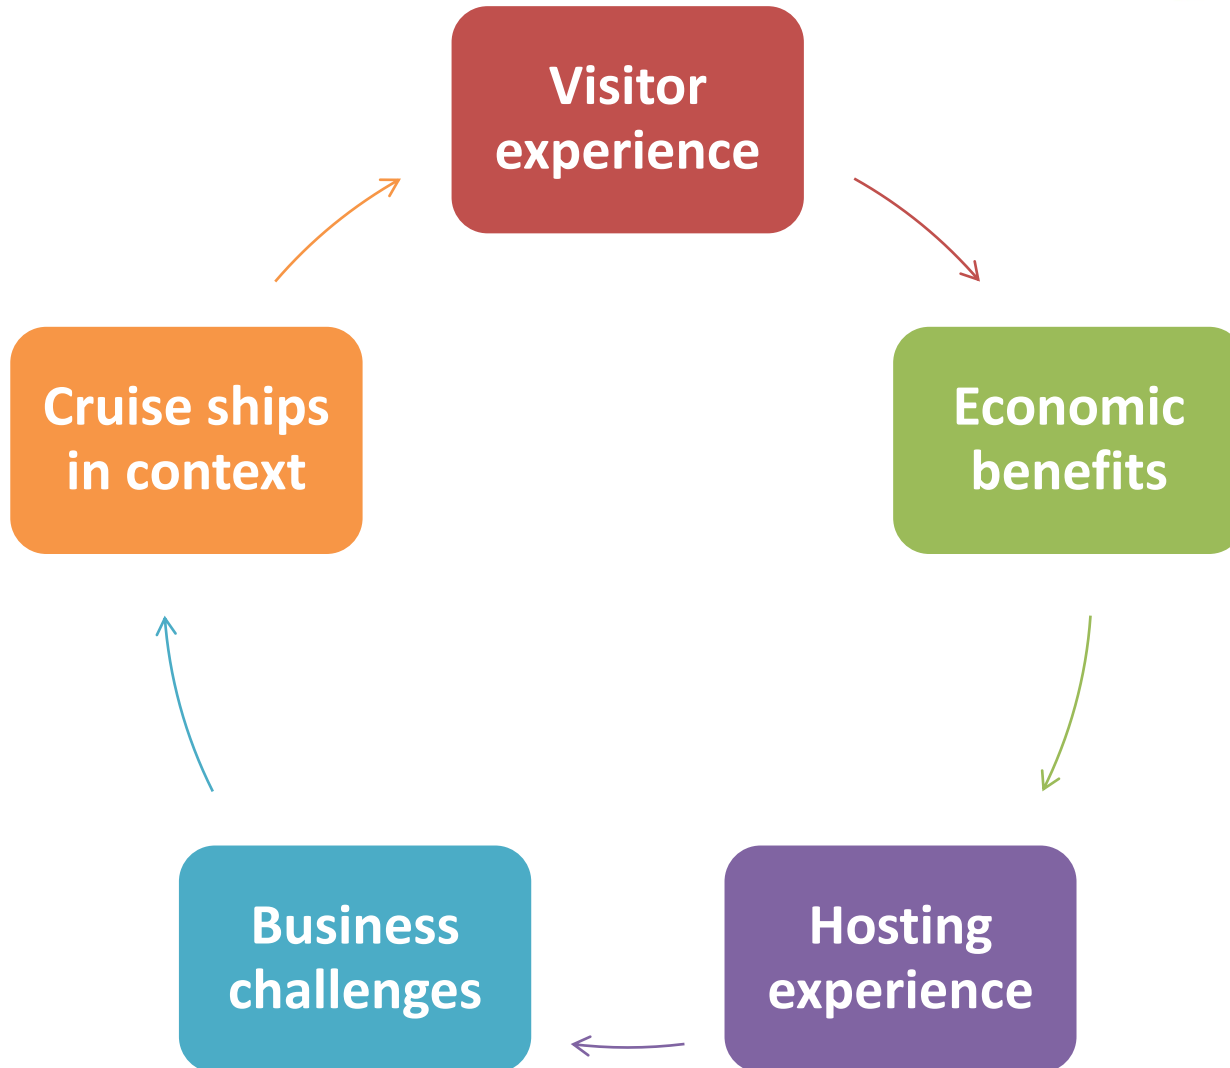 Visitor
experience
Economic
benefits
Hosting
experience
Business
challenges
Cruise ships
in context